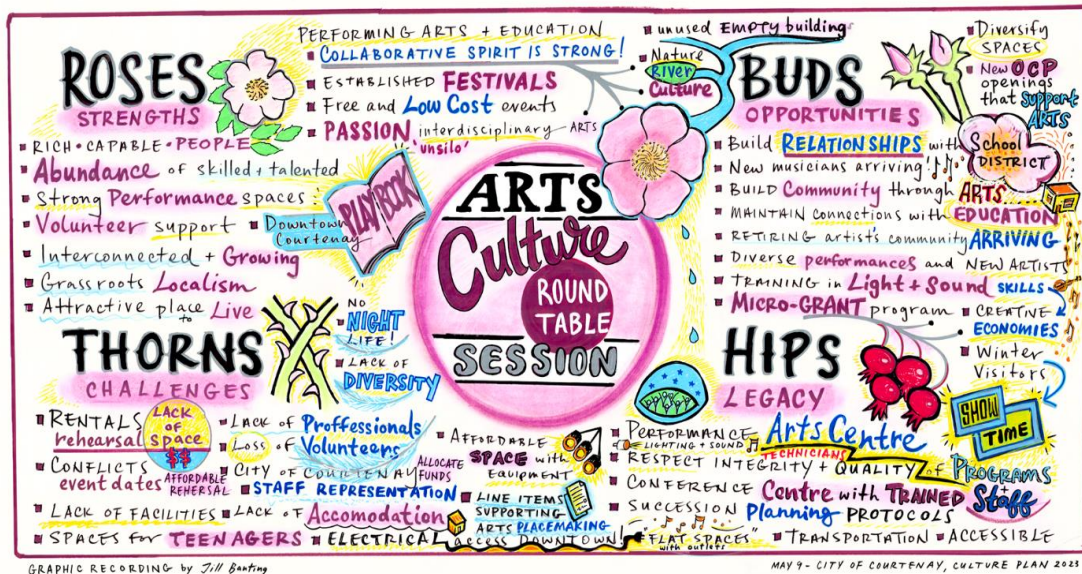 ROSES
STRENGTHS
PERFORMING ARTS + EDUCATION
COLLABORATIVE SPIRIT IS STRONG!
ESTABLISHED FESTIVALS
Free and Low Cost events
PASSION interdisciplinary ARTS
'unsilo'
RICH • CAPABLE • PEOPLE
Abundance of skilled + talented
Strong Performance spaces
Volunteer support
Downtown
Courtenay
PLAYBOOK
Interconnected + Growing
Grassroots Localism
Attractive place to Live
ARTS
Culture
ROUND
TABLE
SESSION
BUDS
OPPORTUNITIES
unused Empty buildings
Nature
River
Culture
Diversify
SPACES
New OCP
openings
that support
ARTS
Build RELATIONSHIPS with School
DISTRICT
New musicians arriving
BUILD Community through ARTS
EDUCATION
MAINTAIN connections with
RETIRING artist's community ARRIVING
Diverse performances and NEW ARTISTS
TRAINING in Light + Sound SKILLS
MICRO-GRANT program
CREATIVE
ECONOMIES
Winter
Visitors
THORNS
CHALLENGES
NO
NIGHT
LIFE!
LACK OF
DIVERSITY
RENTALS
rehearsal
LACK
OF
SPACE
$$
AFFORDABLE
REHERSAL
CONFLICTS
event dates
LACK OF FACILITIES
SPACES for TEENAGERS
LACK of Proffessionals
Loss of Volunteers
CITY OF COURTENAY ALLOCATE
FUNDS
STAFF REPRESENTATION
LACK of Accomodation
ELECTRICAL access DOWNTOWN!
AFFORDABLE
SPACE with
EQUIPMENT
LINE ITEMS
SUPPORTING
ARTS PLACEMAKING
HIPS
LEGACY
SHOW
TIME
PERFORMANCE Arts Centre
LIGHTING + SOUND TECHNICIANS
RESPECT INTEGRITY + QUALITY of PROGRAMS
+ Staff
CONFERENCE Centre with TRAINED
SUCCESSION Planning PROTOCOLS
"FLAT SPACES"
with outlets
TRANSPORTATION
ACCESSIBLE
GRAPHIC RECORDING by Jill Banting
MAY 9 - CITY OF COURTENAY, CULTURE PLAN 2023